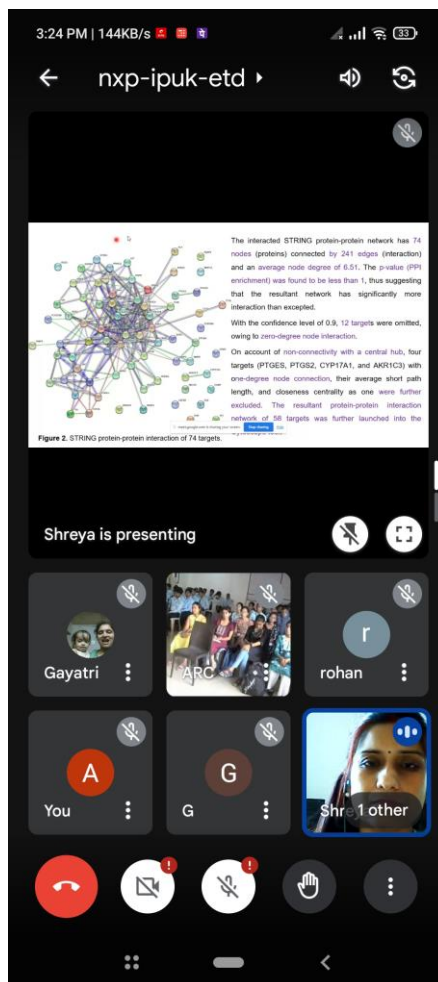 3:24 PM | 144KB/s
33
nxp-ipuk-etd
The interacted STRING protein-protein network has 74
nodes (proteins) connected by 241 edges (interaction)
and an average node degree of 6.51. The p-value (PPI
enrichment) was found to be less than 1, thus suggesting
that the resultant network has significantly more
interaction than excepted.
With the confidence level of 0.9, 12 targets were omitted,
owing to zero-degree node interaction.
On account of non-connectivity with a central hub, four
targets (PTGES, PTGS2, CYP17A1, and AKR1C3) with
one-degree node connection, their average short path
length, and closeness centrality as one were further
excluded. The resultant protein-protein interaction
network of 58 targets was further launched into the
Figure 2. STRING protein-protein interaction of 74 targets.
Shreya is presenting
Gayatri
ARC
r
rohan
A
You
G
G
Shre
1 other